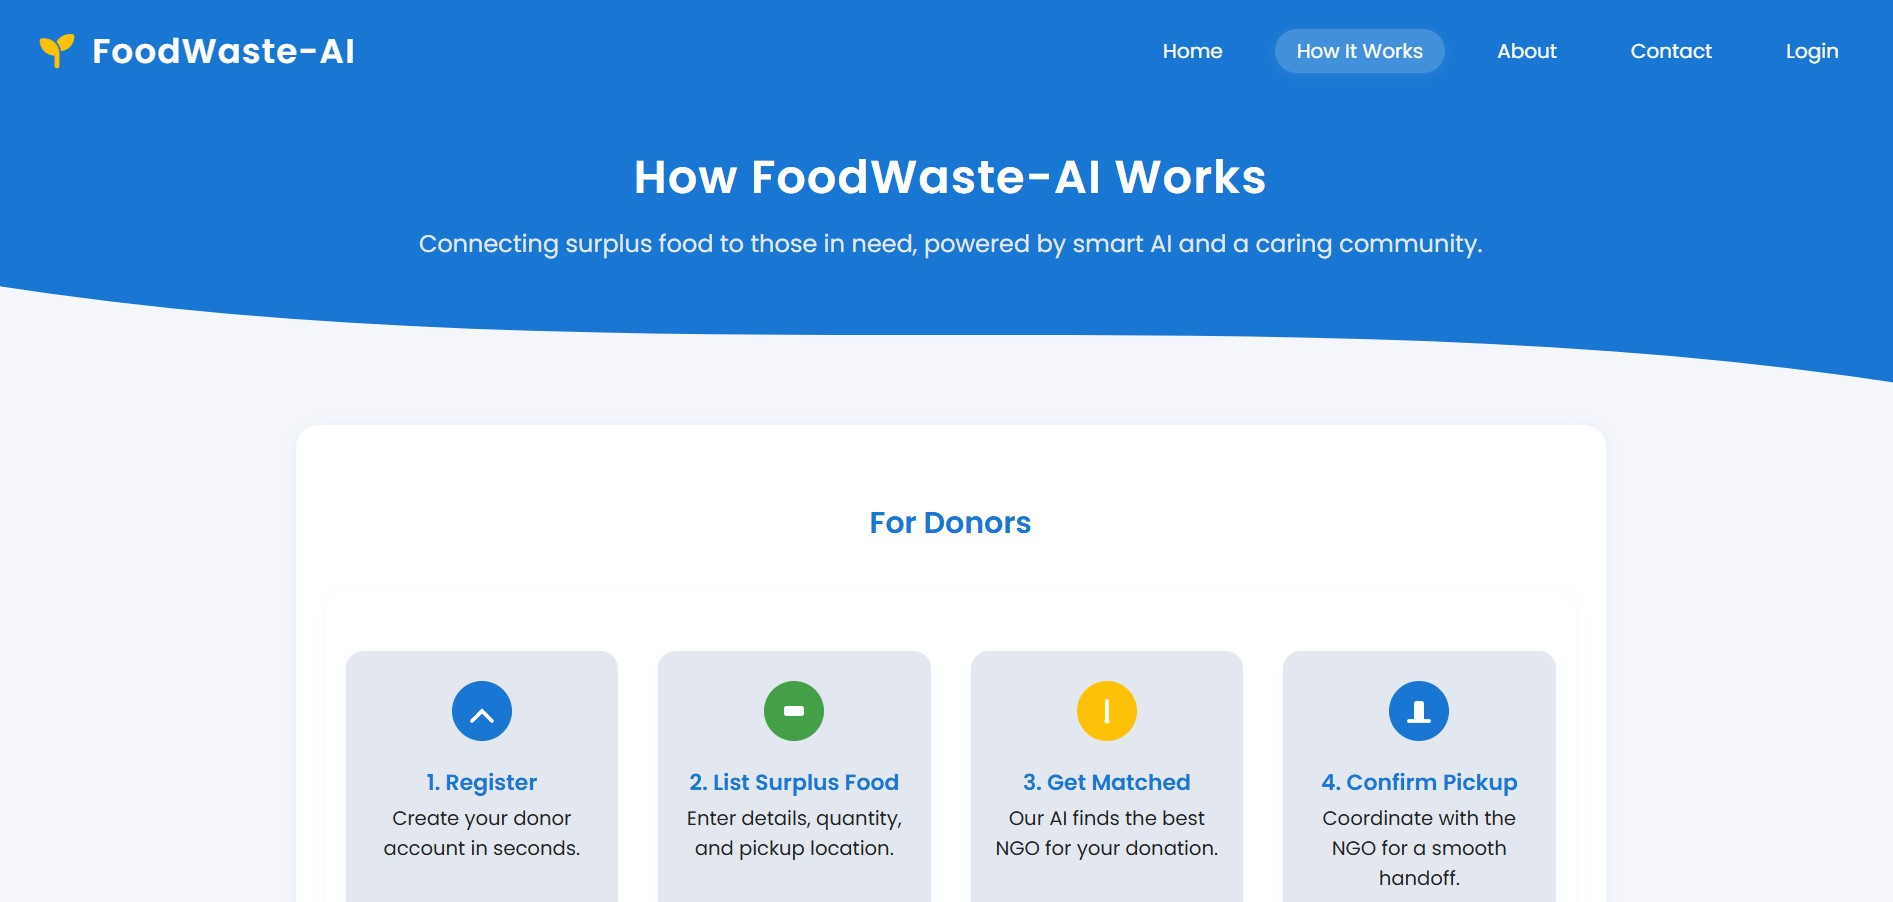 FoodWaste-AI
Home
How It Works
About
Contact
Login
How FoodWaste-AI Works
Connecting surplus food to those in need, powered by smart AI and a caring community.
For Donors
1. Register
Create your donor
account in seconds.
2. List Surplus Food
Enter details, quantity,
and pickup location.
3. Get Matched
Our AI finds the best
NGO for your donation.
4. Confirm Pickup
Coordinate with the
NGO for a smooth
handoff.